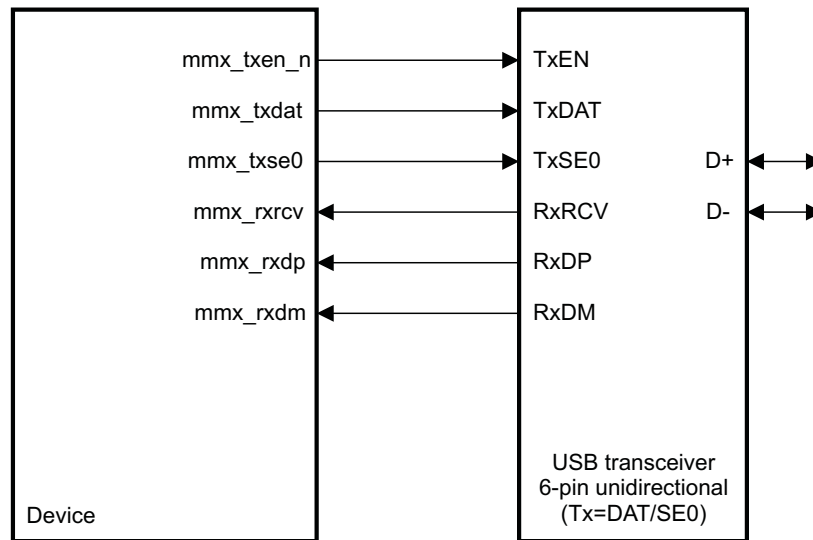 mmx_txen_n TxEN
mmx_txdat TxDAT
mmx_txse0 TxSE0 D+
mmx_rxrcv RxRCV D-
mmx_rxdp RxDP
mmx_rxdm RxDM
USB transceiver
6-pin unidirectional
(Tx=DAT/SE0)
Device